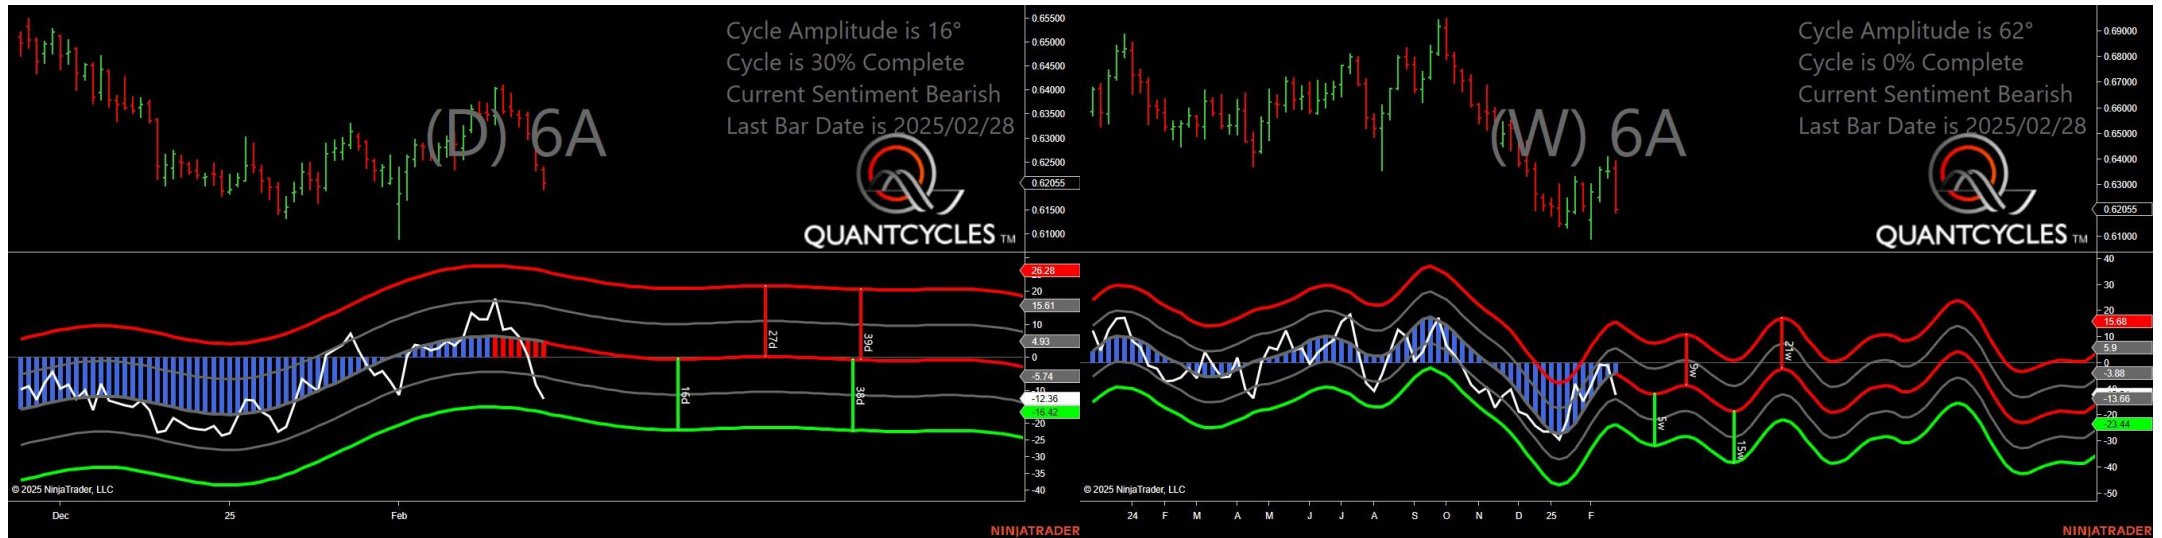 Cycle Amplitude is 16°
Cycle is 30% Complete
Current Sentiment Bearish
Last Bar Date is 2025/02/28
(D) 6A
QUANTCYCLES TM
0.65500
0.65000
0.64500
0.64000
0.63500
0.63000
0.62500
0.62055
0.61500
0.61000
26.28
20
15.61
10
4.93
0
-5.74
-10
-12.36
-16.42
-20
-25
-30
-35
-40
27d
39d
16d
38d
© 2025 NinjaTrader, LLC
Dec
25
Feb
NINJATRADER
Cycle Amplitude is 62°
Cycle is 0% Complete
Current Sentiment Bearish
Last Bar Date is 2025/02/28
(W) 6A
QUANTCYCLES TM
0.69000
0.68000
0.67000
0.66000
0.65000
0.64000
0.63000
0.62055
0.61000
40
30
20
15.68
10
5.9
0
-3.88
-13.66
-20
-23.44
-30
-40
-50
9w
21w
5w
15w
© 2025 NinjaTrader, LLC
24 F M A M J J A S O N D 25 F
NINJATRADER